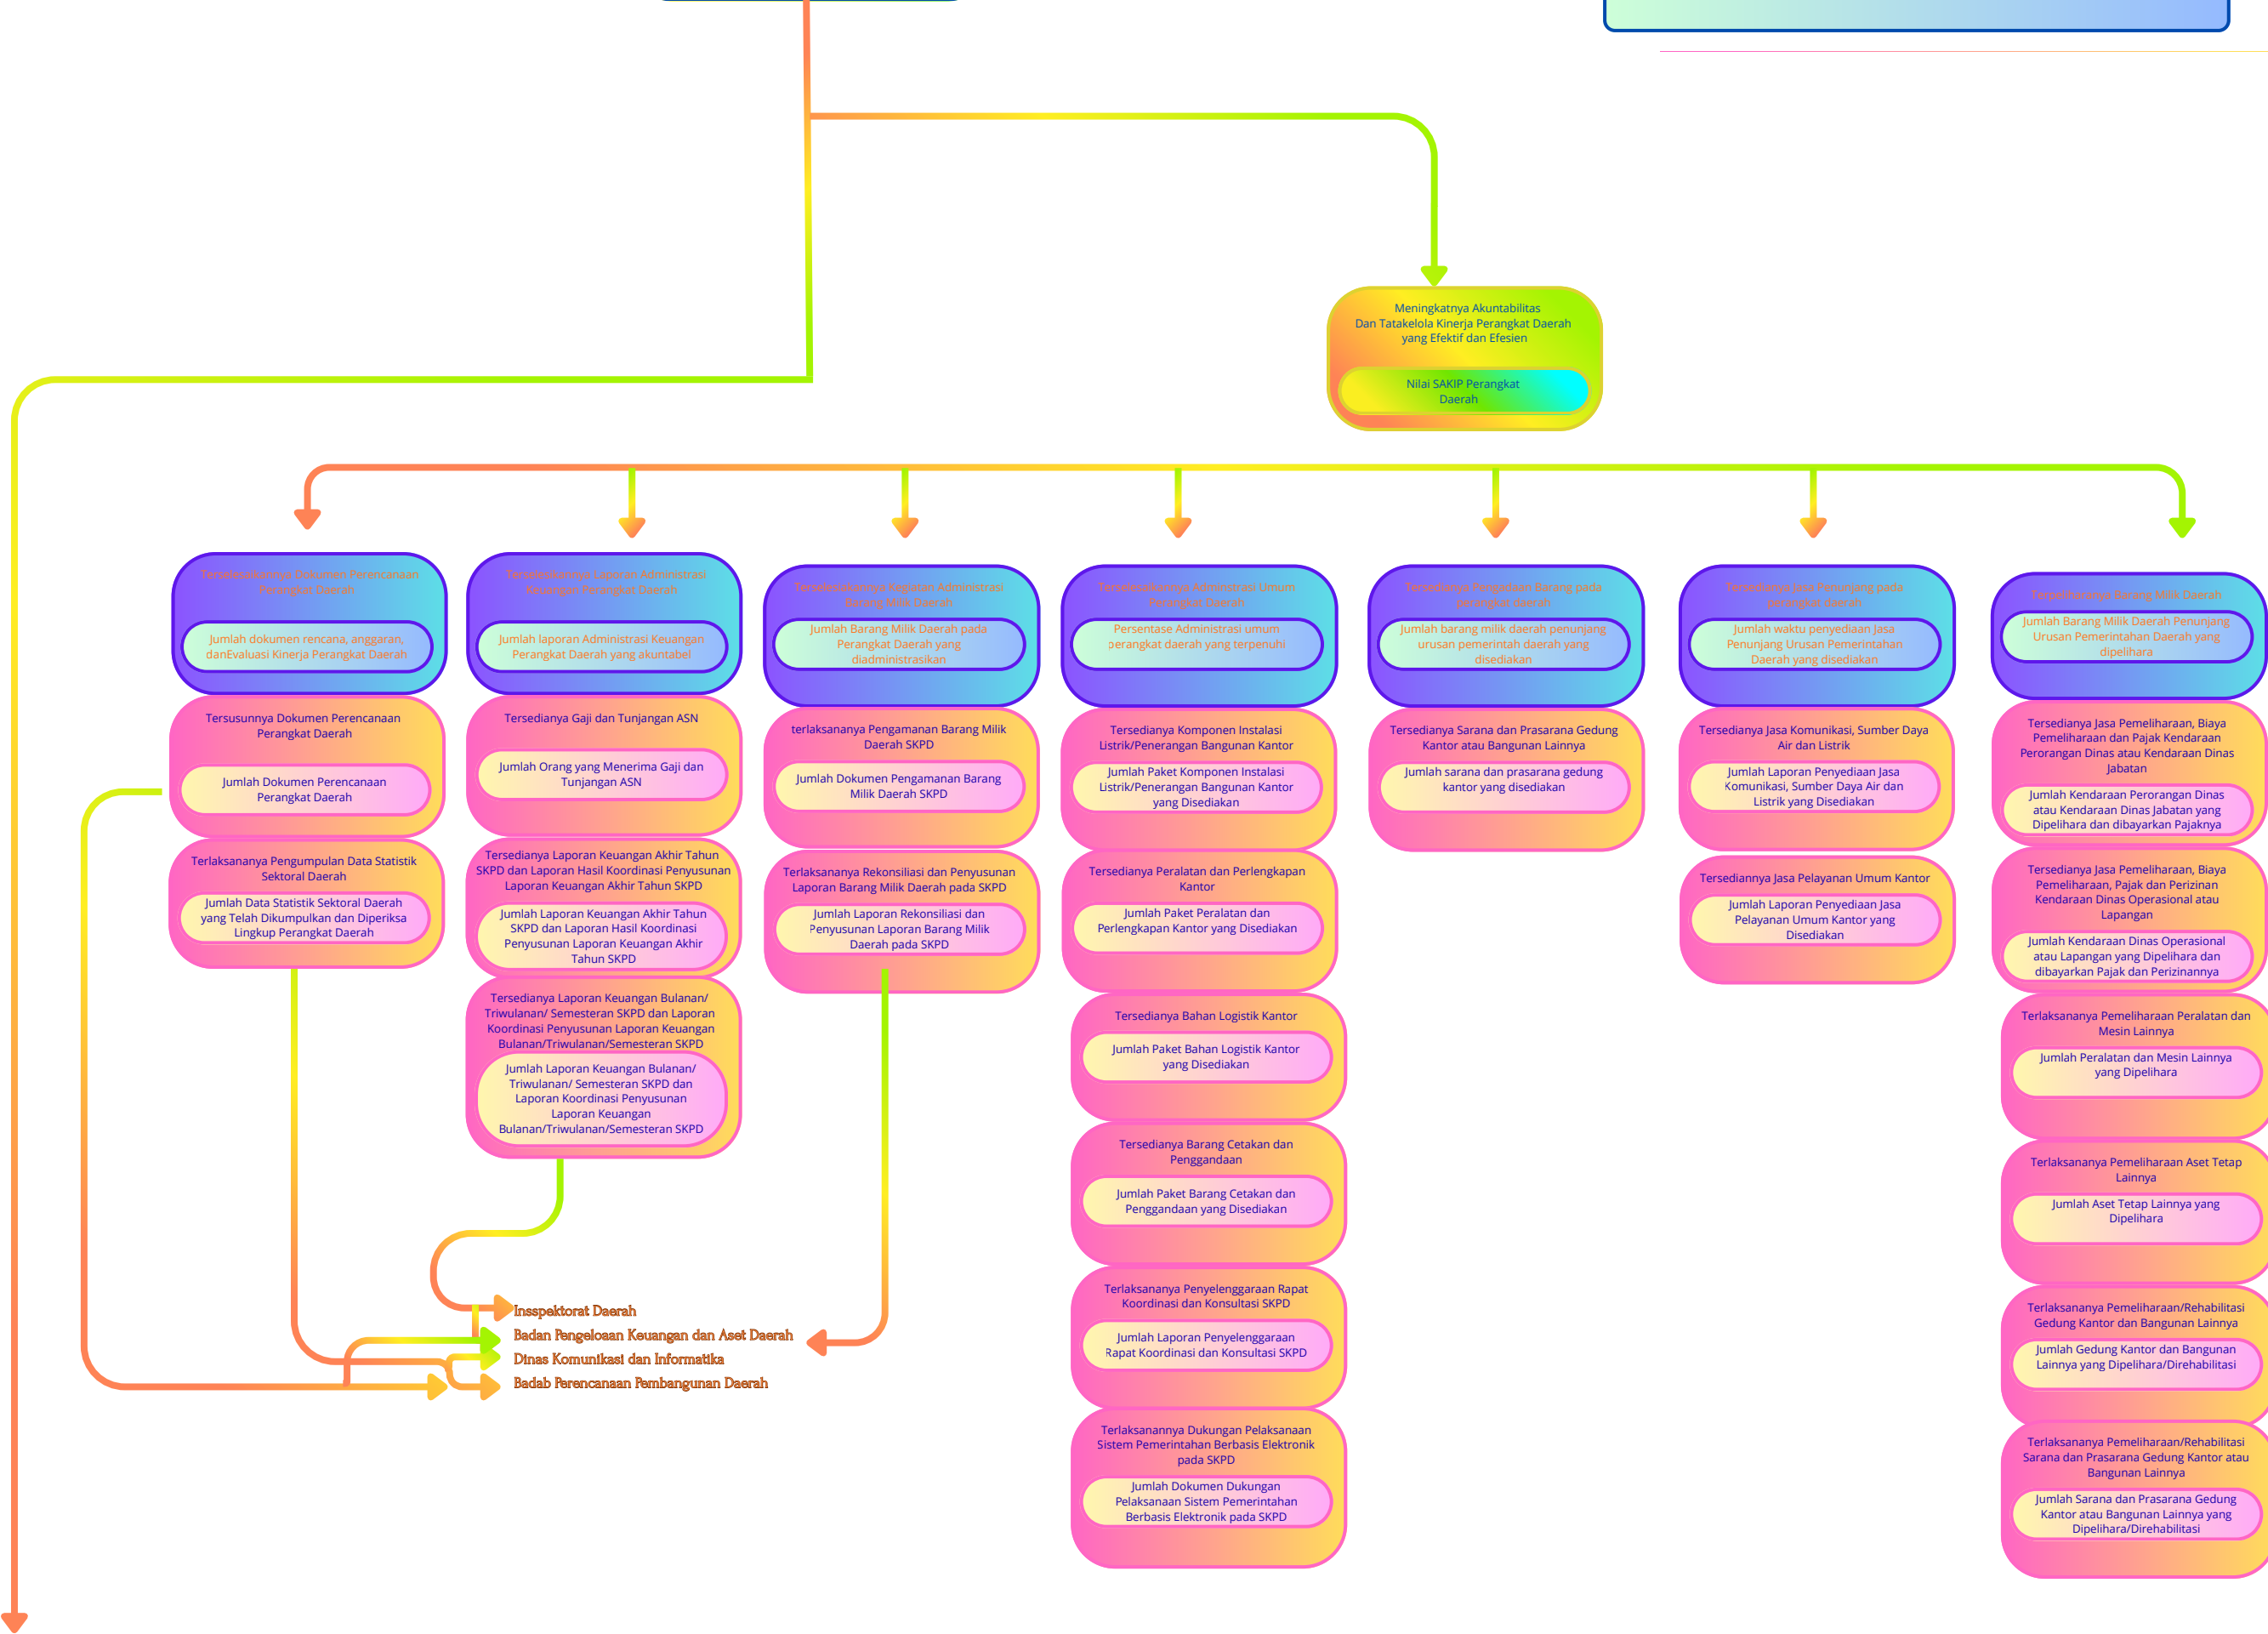 Meningkatnya Akuntabilitas
Dan Tatakelola Kinerja Perangkat Daerah
yang Efektif dan Efesien
Nilai SAKIP Perangkat
Daerah
Terselesaikannya Dokumen Perencanaan
Perangkat Daerah
Jumlah dokumen rencana, anggaran,
danEvaluasi Kinerja Perangkat Daerah
Tersusunnya Dokumen Perencanaan
Perangkat Daerah
Jumlah Dokumen Perencanaan
Perangkat Daerah
Terlaksananya Pengumpulan Data Statistik
Sektoral Daerah
Jumlah Data Statistik Sektoral Daerah
yang Telah Dikumpulkan dan Diperiksa
Lingkup Perangkat Daerah
Laporan Administrasi
Keuangan Perangkat Daerah
Jumlah laporan Administrasi Keuangan
Perangkat Daerah yang akuntabel
Tersedianya Gaji dan Tunjangan ASN
Jumlah Orang yang Menerima Gaji dan
Tunjangan ASN
Tersedianya Laporan Keuangan Akhir Tahun
SKPD dan Laporan Hasil Koordinasi Penyusunan
Laporan Keuangan Akhir Tahun SKPD
Jumlah Laporan Keuangan Akhir Tahun
SKPD dan Laporan Hasil Koordinasi
Penyusunan Laporan Keuangan Akhir
Tahun SKPD
Tersedianya Laporan Keuangan Bulanan/
Triwulanan/ Semesteran SKPD dan Laporan
Koordinasi Penyusunan Laporan Keuangan
Bulanan/Triwulanan/Semesteran SKPD
Jumlah Laporan Keuangan Bulanan/
Triwulanan/ Semesteran SKPD dan
Laporan Koordinasi Penyusunan
Laporan Keuangan
Bulanan/Triwulanan/Semesteran SKPD
Administrasi
Barang Milik Daerah
Jumlah Barang Milik Daerah pada
Perangkat Daerah yang
diadministrasikan
terlaksananya Pengamanan Barang Milik
Daerah SKPD
Jumlah Dokumen Pengamanan Barang
Milik Daerah SKPD
Terlaksananya Rekonsiliasi dan Penyusunan
Laporan Barang Milik Daerah pada SKPD
Jumlah Laporan Rekonsiliasi dan
Penyusunan Laporan Barang Milik
Daerah pada SKPD
Terselesaikannya Administrasi Umum
Perangkat Daerah
Persentase Administrasi umum
perangkat daerah yang terpenuhi
Tersedianya Komponen Instalasi
Listrik/Penerangan Bangunan Kantor
Jumlah Paket Komponen Instalasi
Listrik/Penerangan Bangunan Kantor
yang Disediakan
Tersedianya Peralatan dan Perlengkapan
Kantor
Jumlah Paket Peralatan dan
Perlengkapan Kantor yang Disediakan
Tersedianya Bahan Logistik Kantor
Jumlah Paket Bahan Logistik Kantor
yang Disediakan
Tersedianya Barang Cetakan dan
Penggandaan
Jumlah Paket Barang Cetakan dan
Penggandaan yang Disediakan
Terlaksananya Penyelenggaraan Rapat
Koordinasi dan Konsultasi SKPD
Jumlah Laporan Penyelenggaraan
Rapat Koordinasi dan Konsultasi SKPD
Terlaksanannya Dukungan Pelaksanaan
Sistem Pemerintahan Berbasis Elektronik
pada SKPD
Jumlah Dokumen Dukungan
Pelaksanaan Sistem Pemerintahan
Berbasis Elektronik pada SKPD
Tersedianya Pengadaan Barang pada
perangkat daerah
Jumlah barang milik daerah penunjang
urusan pemerintah daerah yang
disediakan
Tersedianya Sarana dan Prasarana Gedung
Kantor atau Bangunan Lainnya
Jumlah sarana dan prasarana gedung
kantor yang disediakan
Tersedianya Jasa Penunjang pada
perangkat daerah
Jumlah waktu penyediaan Jasa
Penunjang Urusan Pemerintahan
Daerah yang disediakan
Tersedianya Jasa Komunikasi, Sumber Daya
Air dan Listrik
Jumlah Laporan Penyediaan Jasa
Komunikasi, Sumber Daya Air dan
Listrik yang Disediakan
Tersediannya Jasa Pelayanan Umum Kantor
Jumlah Laporan Penyediaan Jasa
Pelayanan Umum Kantor yang
Disediakan
Terpeliharanya Barang Milik Daerah
Jumlah Barang Milik Daerah Penunjang
Urusan Pemerintahan Daerah yang
dipelihara
Tersedianya Jasa Pemeliharaan, Biaya
Pemeliharaan dan Pajak Kendaraan
Perorangan Dinas atau Kendaraan Dinas
Jabatan
Jumlah Kendaraan Perorangan Dinas
atau Kendaraan Dinas Jabatan yang
Dipelihara dan dibayarkan Pajaknya
Tersedianya Jasa Pemeliharaan, Biaya
Pemeliharaan, Pajak dan Perizinan
Kendaraan Dinas Operasional atau
Lapangan
Jumlah Kendaraan Dinas Operasional
atau Lapangan yang Dipelihara dan
dibayarkan Pajak dan Perizinannya
Terlaksananya Pemeliharaan Peralatan dan
Mesin Lainnya
Jumlah Peralatan dan Mesin Lainnya
yang Dipelihara
Terlaksananya Pemeliharaan Aset Tetap
Lainnya
Jumlah Aset Tetap Lainnya yang
Dipelihara
Terlaksananya Pemeliharaan/Rehabilitasi
Gedung Kantor dan Bangunan Lainnya
Jumlah Gedung Kantor dan Bangunan
Lainnya yang Dipelihara/Direhabilitasi
Terlaksananya Pemeliharaan/Rehabilitasi
Sarana dan Prasarana Gedung Kantor atau
Bangunan Lainnya
Jumlah Sarana dan Prasarana Gedung
Kantor atau Bangunan Lainnya yang
Dipelihara/Direhabilitasi
Insspektorat Daerah
Badan Pengeloaan Keuangan dan Aset Daerah
Dinas Komunikasi dan Informatika
Badab Perencanaan Pembangunan Daerah